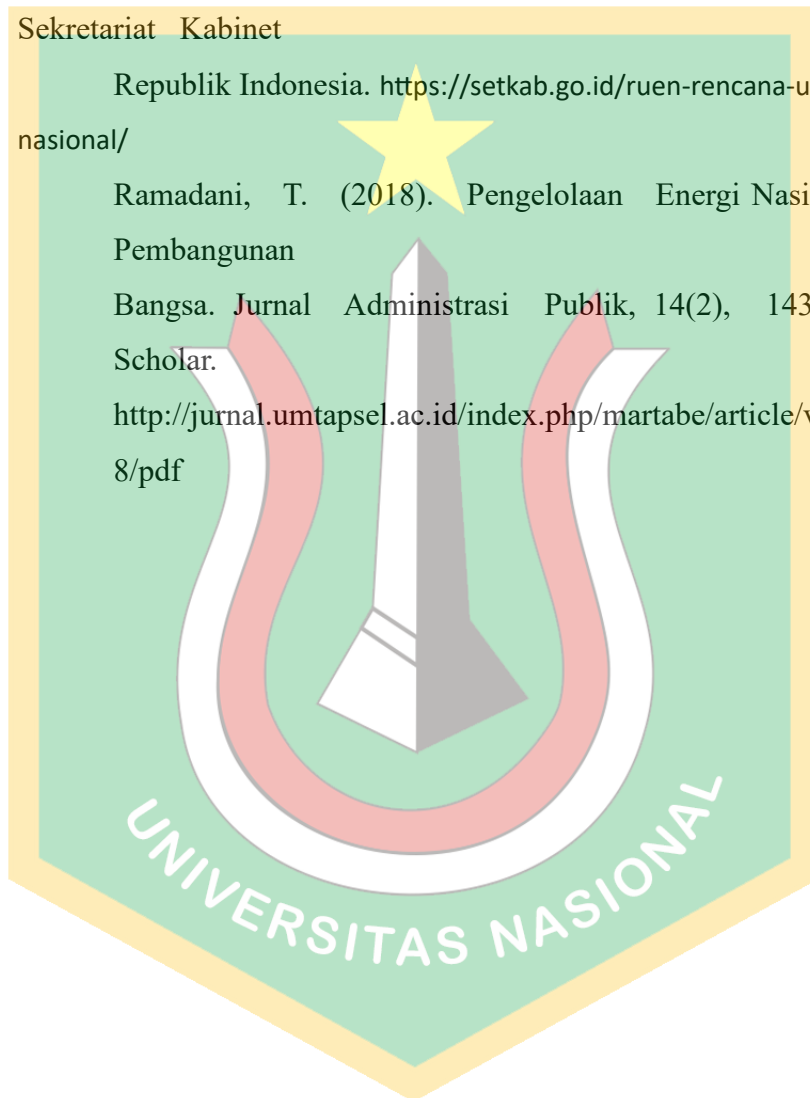 Sekretariat Kabinet
Republik Indonesia. https://setkab.go.id/ruen-rencana-u
nasional/
Ramadani, T. (2018). Pengelolaan Energi Nasi
Pembangunan
Bangsa. Jurnal Administrasi Publik, 14(2), 143
Scholar.
http://jurnal.umtapsel.ac.id/index.php/martabe/article/v
8/pdf
UNIVERSITAS NASIONAL